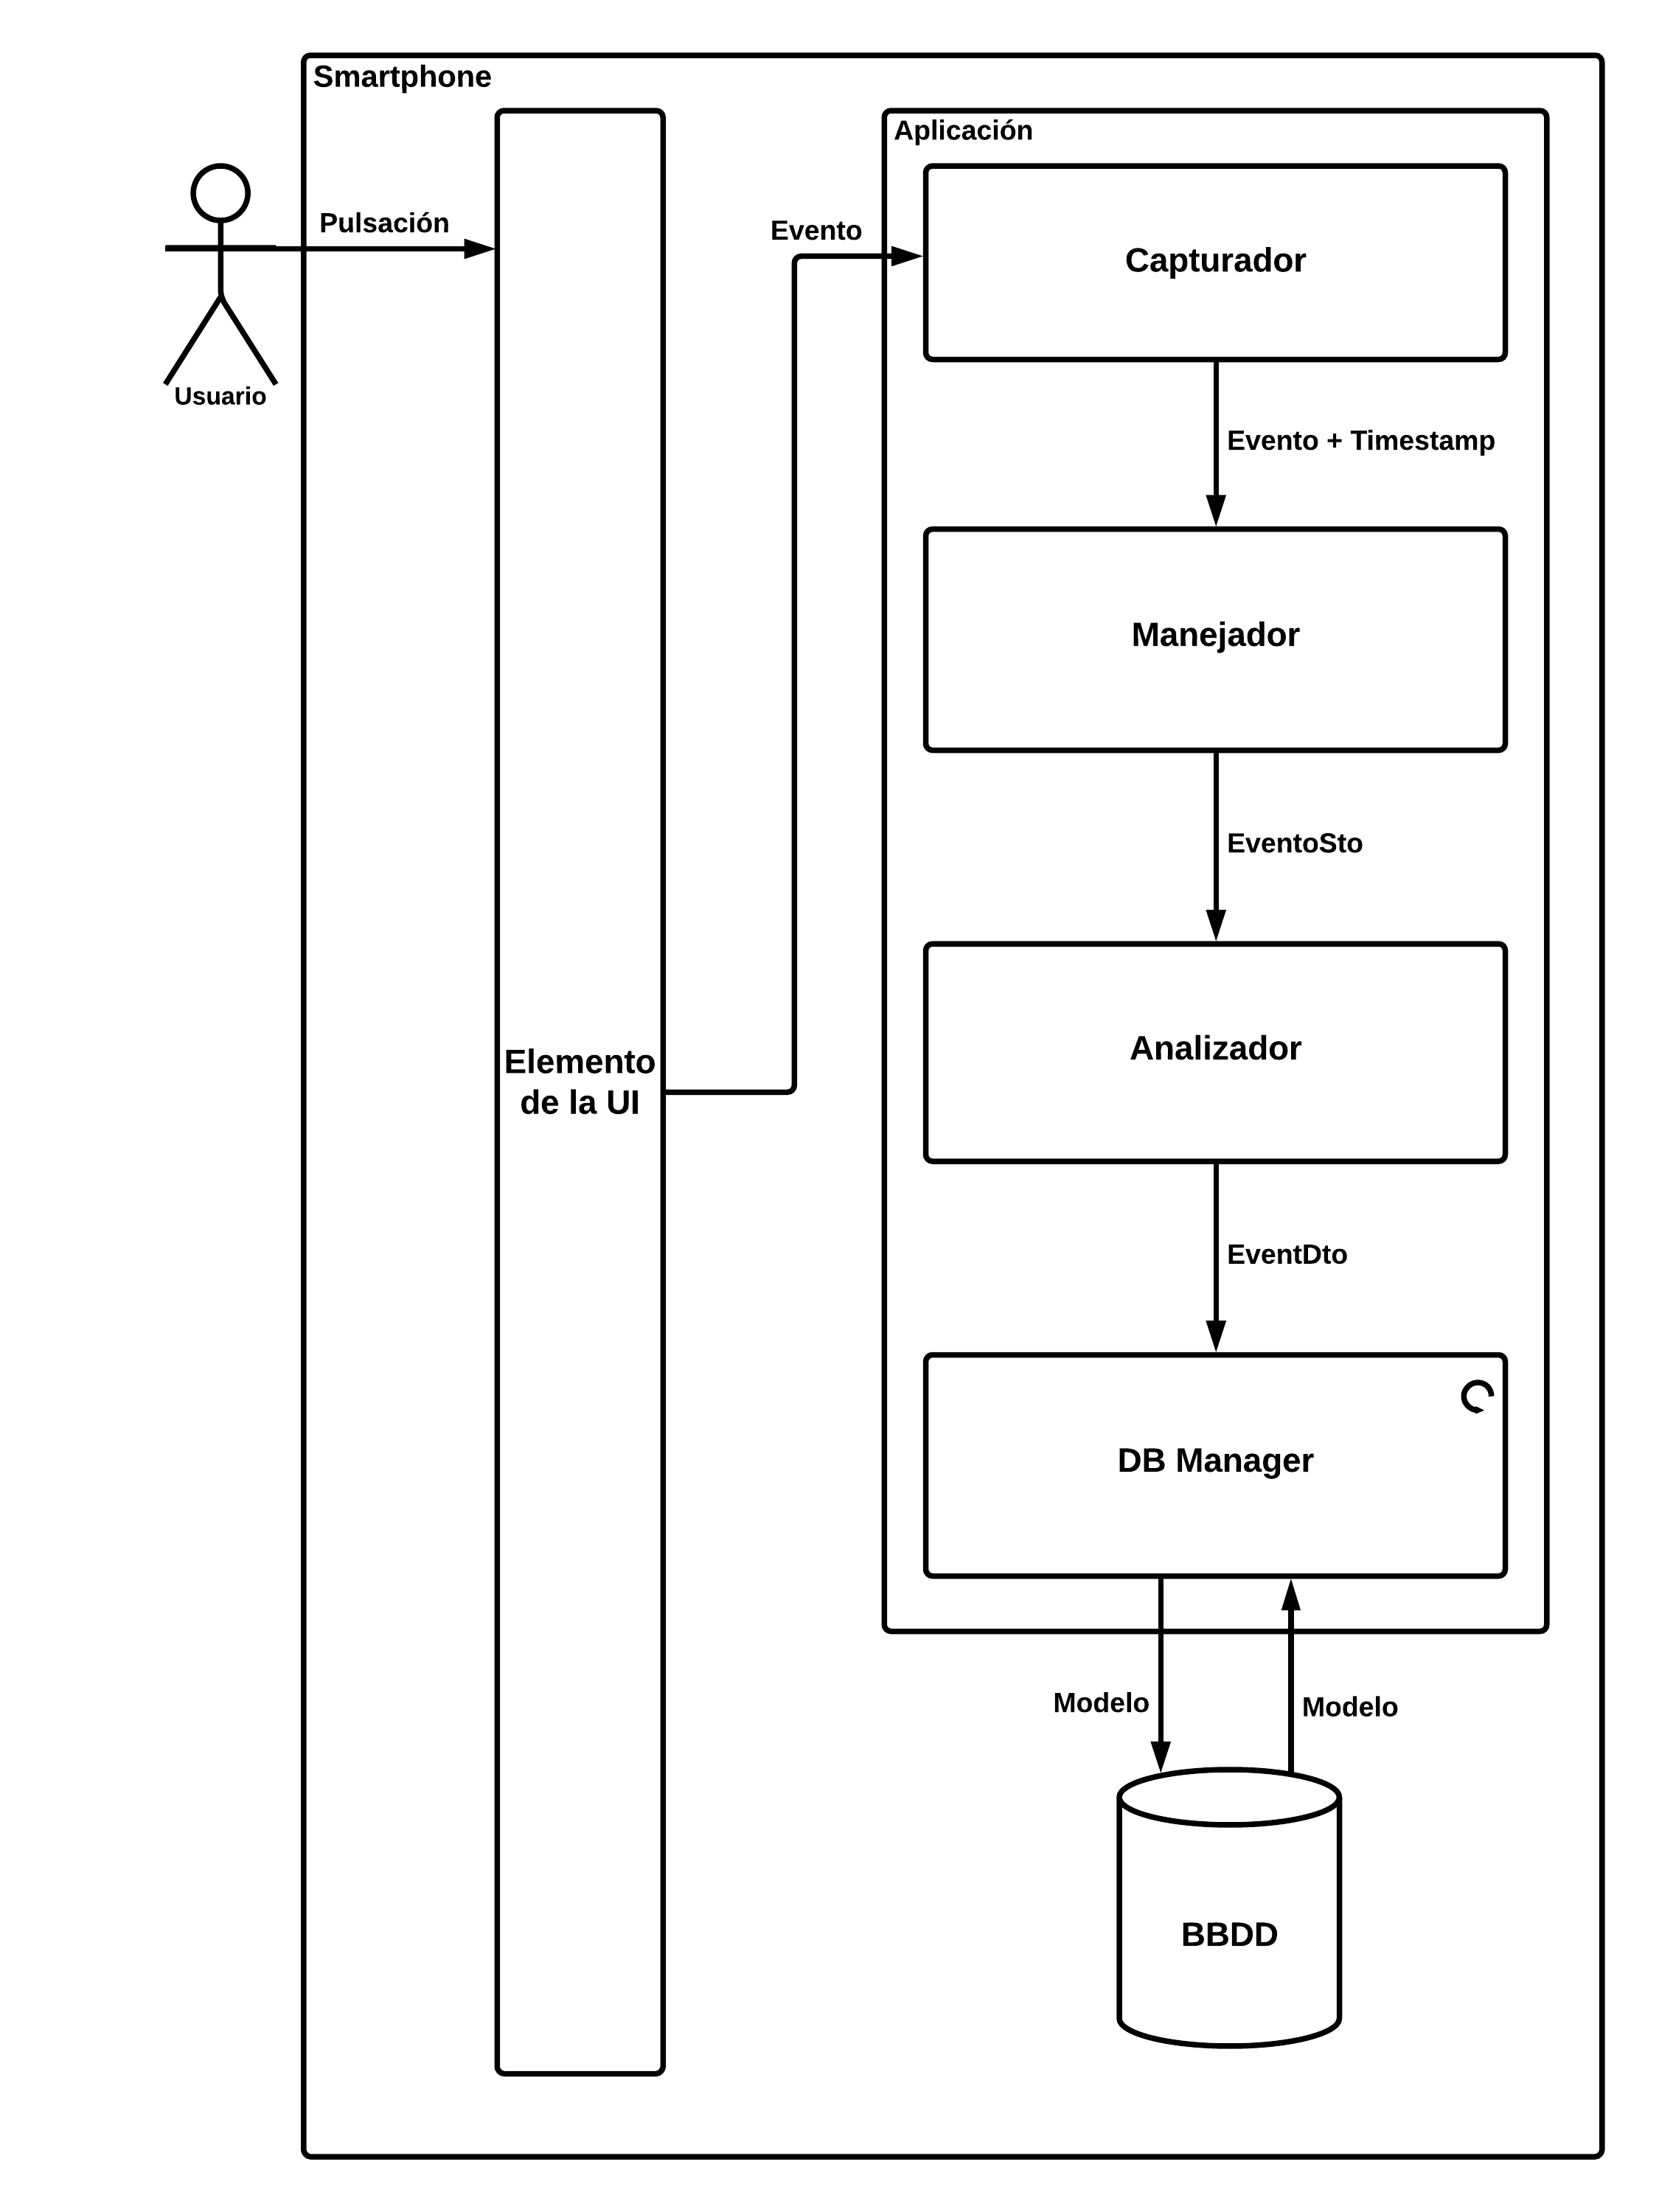 Smartphone
Aplicación
Pulsación
Evento
Capturador
Usuario
Evento + Timestamp
Manejador
EventoSto
Elemento
de la UI
Analizador
EventDto
DB Manager
Modelo
Modelo
BBDD